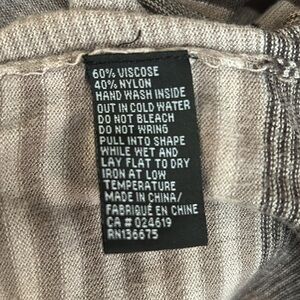 60% VISCOSE
40% NYLON
HAND WASH INSIDE
OUT IN COLD WATER
DO NOT BLEACH
DO NOT WRING
PULL INTO SHAPE
WHILE WET AND
LAY FLAT TO DRY
IRON AT LOW
TEMPERATURE
MADE IN CHINA/
FABRIQUÉ EN CHINE
CA # 024619
RN136675